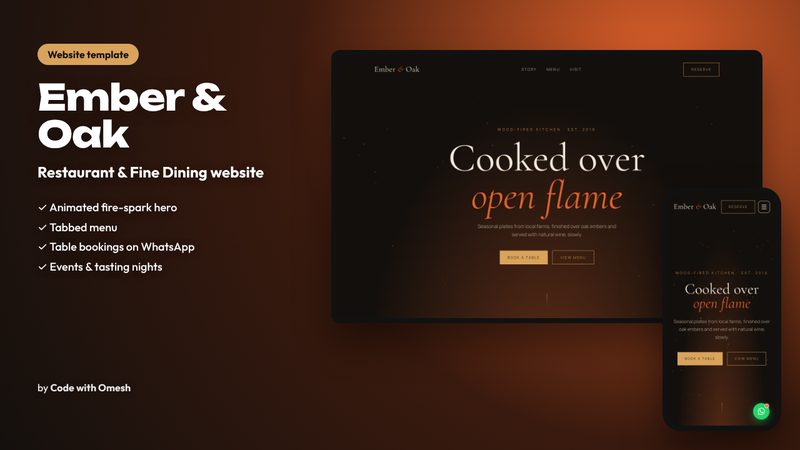 Website template
Ember &
Oak
Restaurant & Fine Dining website
✓ Animated fire-spark hero
✓ Tabbed menu
✓ Table bookings on WhatsApp
✓ Events & tasting nights
by Code with Omesh
Ember & Oak
STORY MENU VISIT
RESERVE
WOOD-FIRED KITCHEN · EST. 2016
Cooked over
open flame
Seasonal plates from local farms, finished over oak embers and
served with natural wine, slowly.
BOOK A TABLE
VIEW MENU
Ember & Oak
RESERVE
WOOD-FIRED KITCHEN · EST. 2016
Cooked over
open flame
Seasonal plates from local farms, finished over
oak embers and served with natural wine,
slowly.
BOOK A TABLE
VIEW MENU